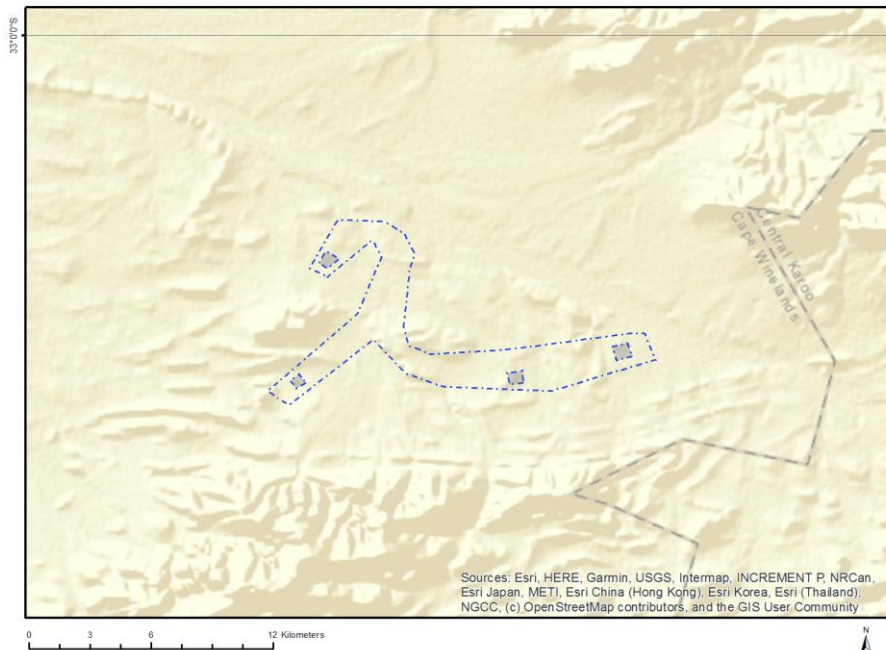 33°0'0"S
Central Karoo
Cape Winelands
Sources: Esri, HERE, Garmin, USGS, Intermap, INCREMENT P, NRCan,
Esri Japan, METI, Esri China (Hong Kong), Esri Korea, Esri (Thailand),
NGCC, (c) OpenStreetMap contributors, and the GIS User Community
0 3 6 12 Kilometers
N